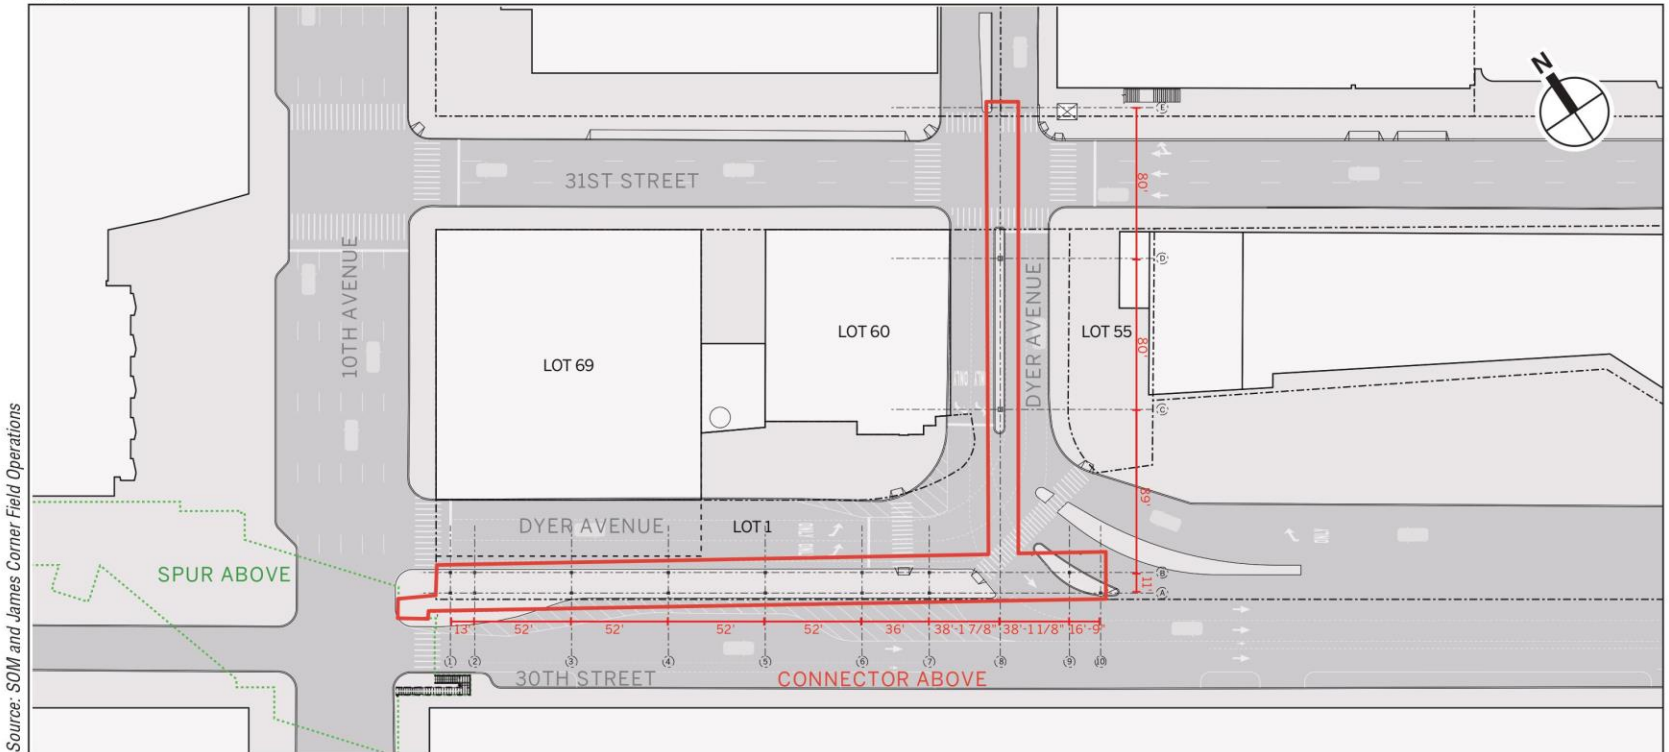 N
E
31ST STREET
80'
10TH AVENUE
D
DYER AVENUE
LOT 60
LOT 55
80'
LOT 69
ONLY
C
Source: SOM and James Corner Field Operations
89'
DYER AVENUE
LOT 1
ONLY
ONLY
SPUR ABOVE
B
11'
A
13' 52' 52' 52' 52' 36' 38'-1 7/8" 38'-1 1/8" 16'-9"
1 2 3 4 5 6 7 8 9 10
30TH STREET
CONNECTOR ABOVE